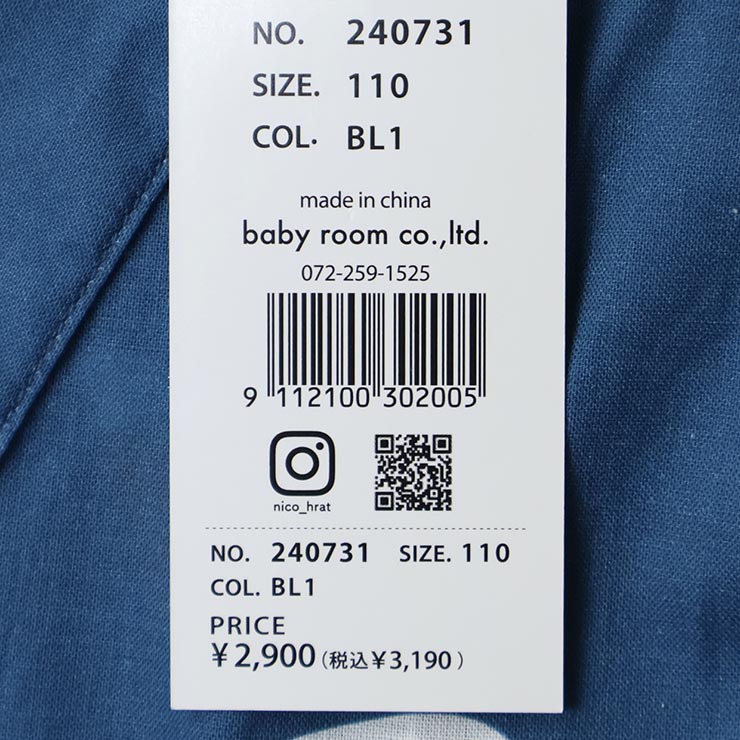 NO. 240731
SIZE. 110
COL. BL1
made in china
baby room co.,ltd.
072-259-1525
9 112100 302005
nico_hrat
NO. 240731 SIZE. 110
COL. BL1
PRICE
¥2,900(税込¥3,190)